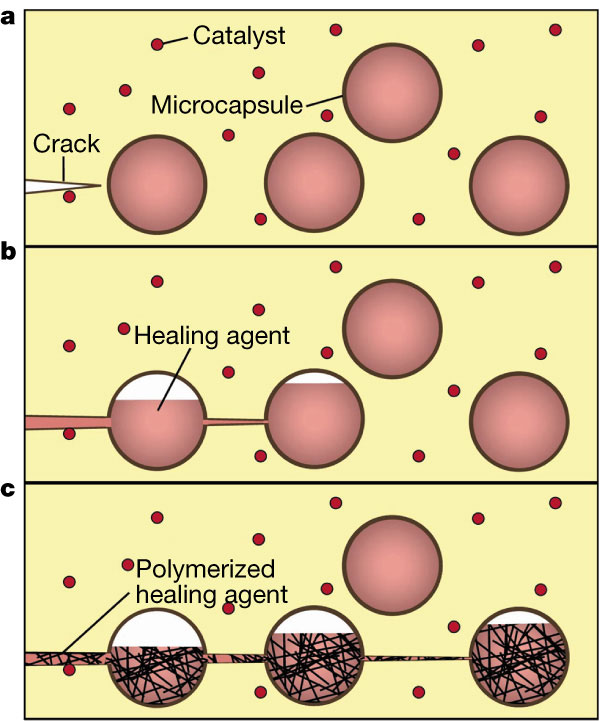 a
Catalyst
Microcapsule
Crack
b
Healing agent
c
Polymerized
healing agent